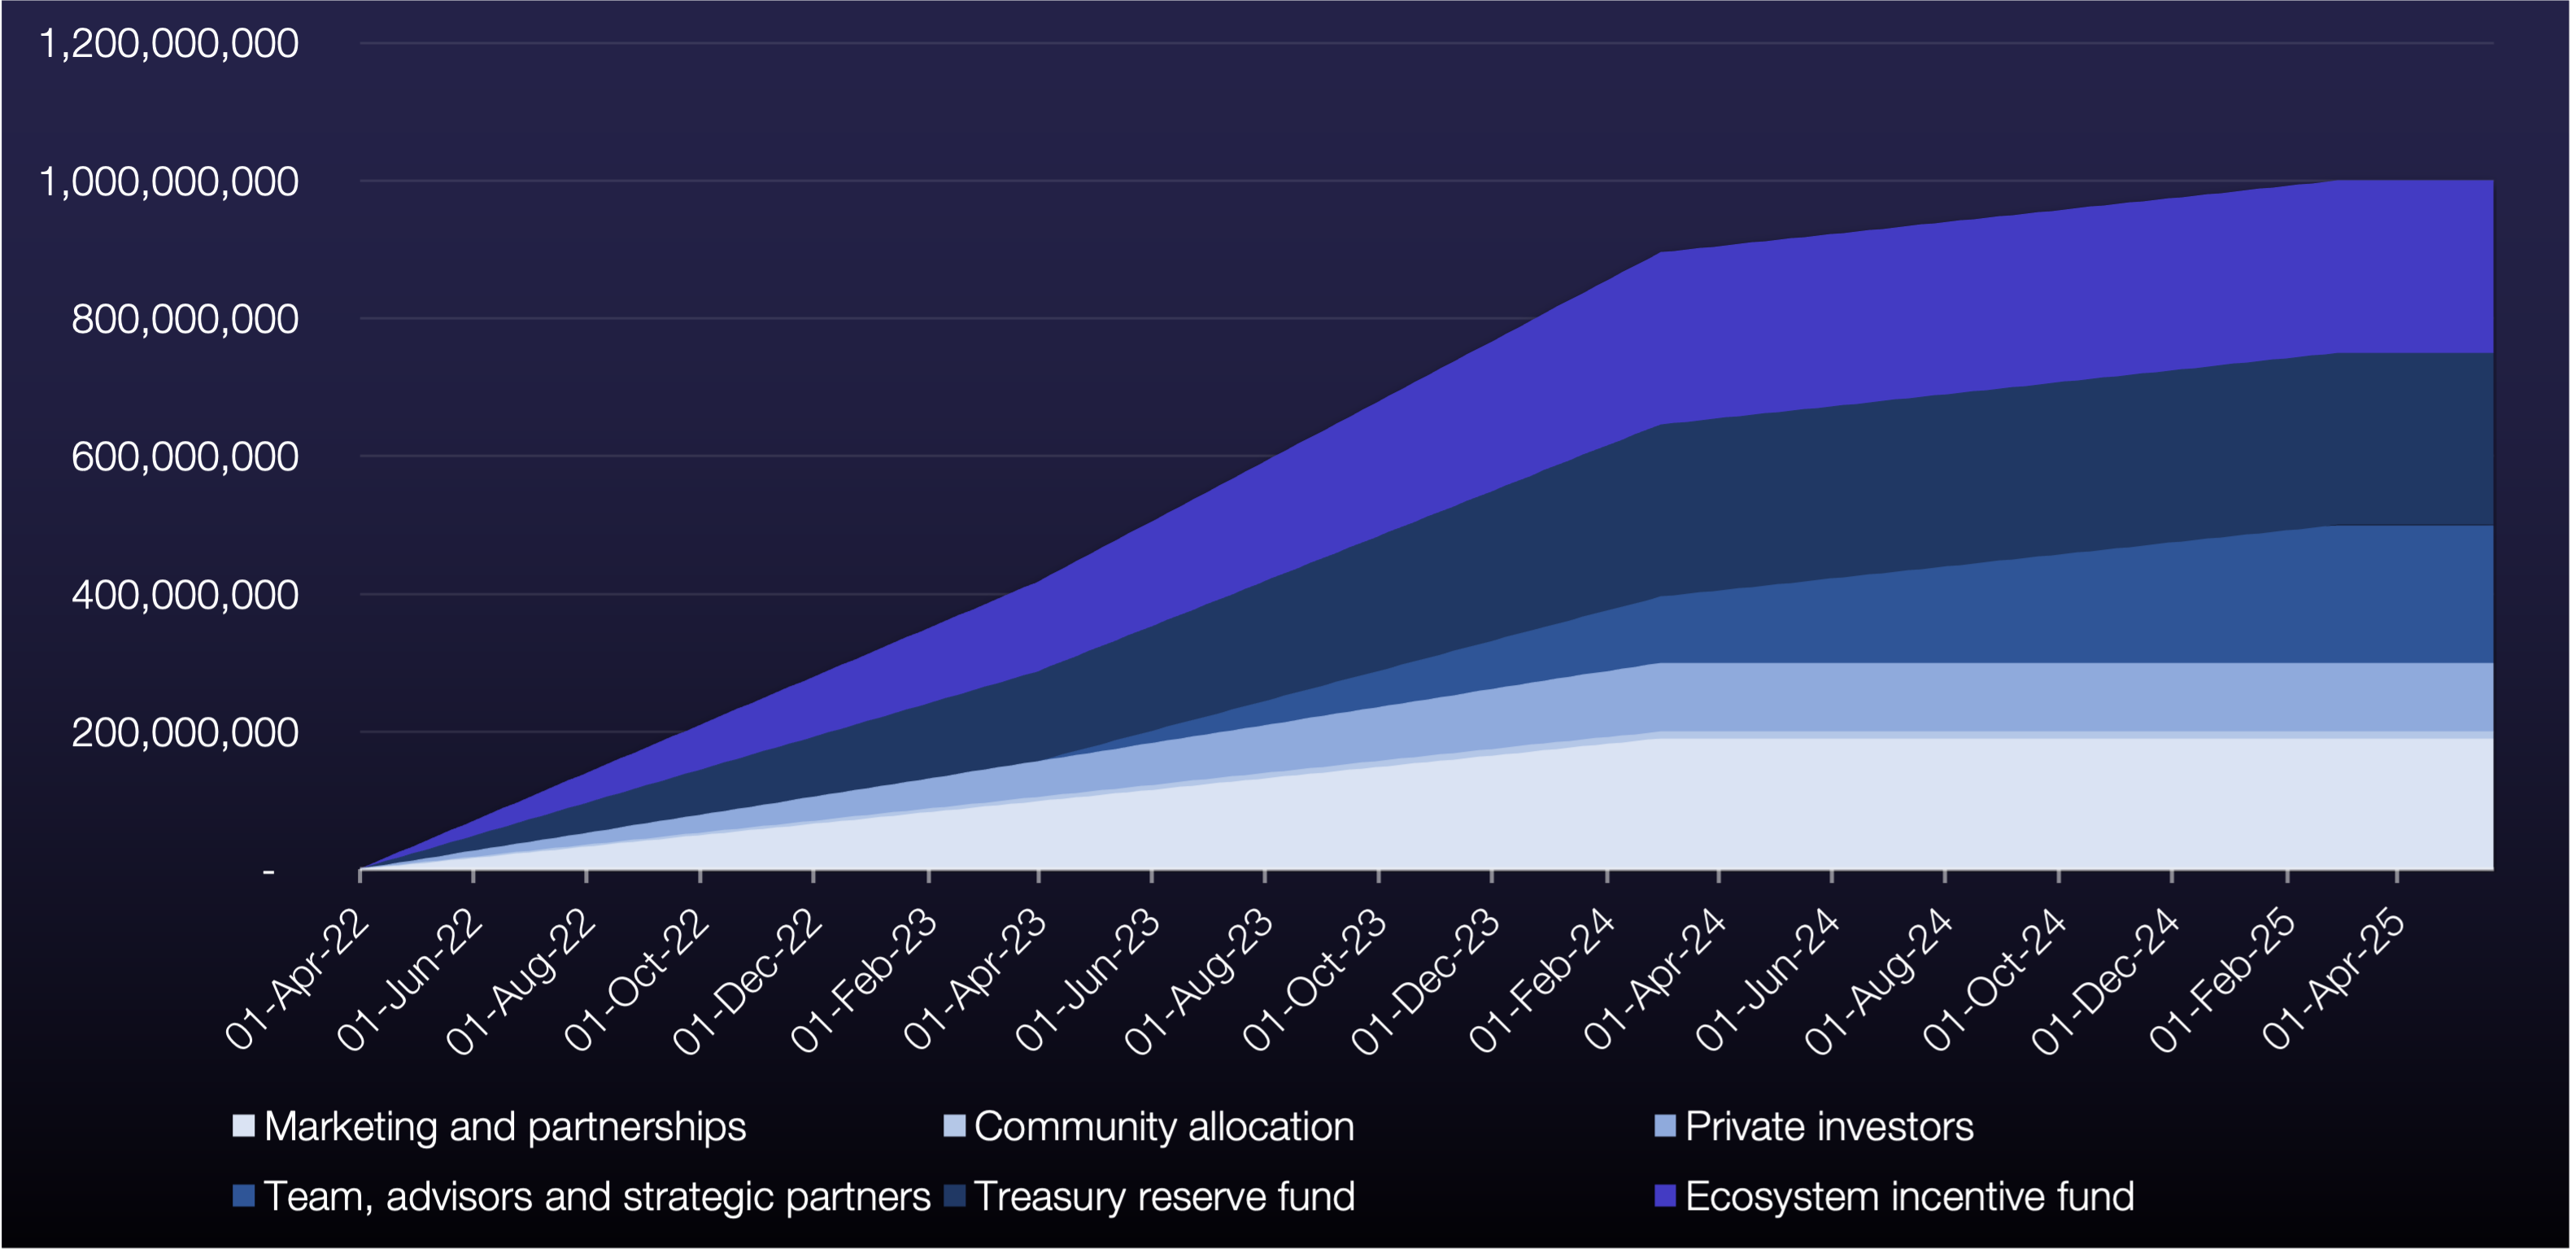 1,200,000,000
1,000,000,000
800,000,000
600,000,000
400,000,000
200,000,000
-
01-Apr-22
01-Jun-22
01-Aug-22
01-Oct-22
01-Dec-22
01-Feb-23
01-Apr-23
01-Jun-23
01-Aug-23
01-Oct-23
01-Dec-23
01-Feb-24
01-Apr-24
01-Jun-24
01-Aug-24
01-Oct-24
01-Dec-24
01-Feb-25
01-Apr-25
Marketing and partnerships Community allocation Private investors
Team, advisors and strategic partners Treasury reserve fund Ecosystem incentive fund